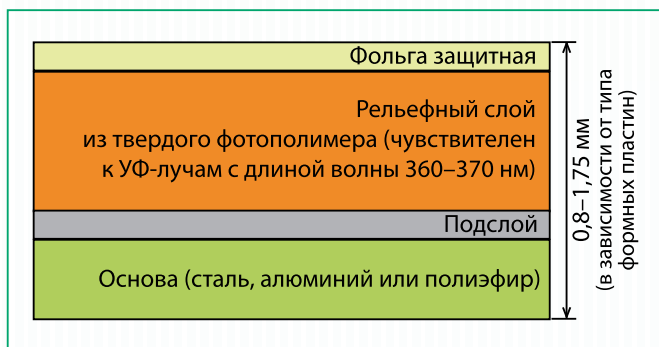 Фольга защитная
Рельефный слой
из твердого фотополимера (чувствителен
к УФ-лучам с длиной волны 360–370 нм)
Подслой
Основа (сталь, алюминий или полиэфир)
0,8–1,75 мм
(в зависимости от типа
формных пластин)